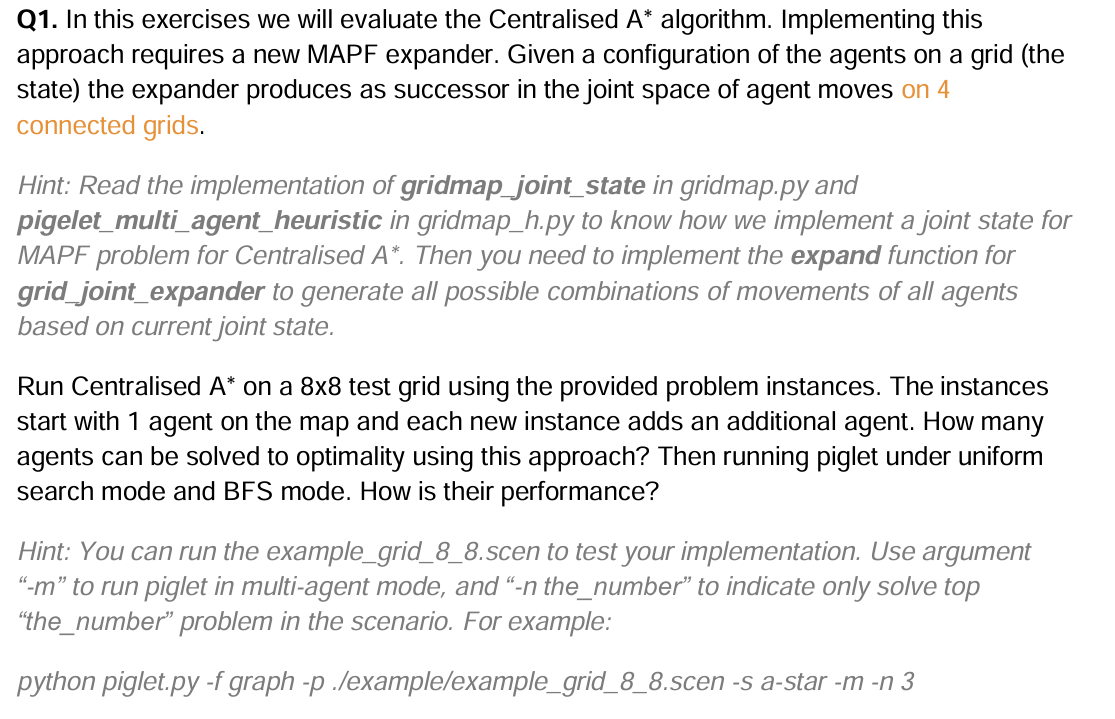 Q1. In this exercises we will evaluate the Centralised A* algorithm. Implementing this
approach requires a new MAPF expander. Given a configuration of the agents on a grid (the
state) the expander produces as successor in the joint space of agent moves on 4
connected grids.
Hint: Read the implementation of gridmap_joint_state in gridmap.py and
pigelet_multi_agent_heuristic in gridmap_h.py to know how we implement a joint state for
MAPF problem for Centralised A*. Then you need to implement the expand function for
grid_joint_expander to generate all possible combinations of movements of all agents
based on current joint state.
Run Centralised A* on a 8x8 test grid using the provided problem instances. The instances
start with 1 agent on the map and each new instance adds an additional agent. How many
agents can be solved to optimality using this approach? Then running piglet under uniform
search mode and BFS mode. How is their performance?
Hint: You can run the example_grid_8_8.scen to test your implementation. Use argument
“-m” to run piglet in multi-agent mode, and “-n the_number” to indicate only solve top
“the_number” problem in the scenario. For example:
python piglet.py -f graph -p ./example/example_grid_8_8.scen -s a-star -m -n 3